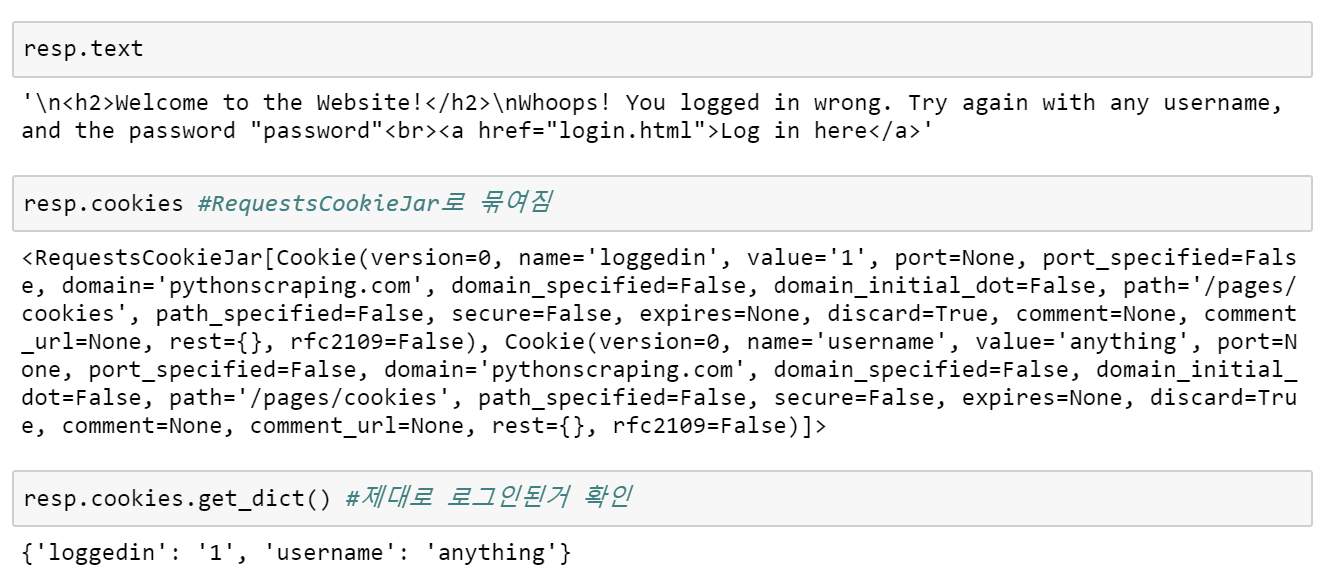 resp.text
'\n<h2>Welcome to the Website!</h2>\nWhoops! You logged in wrong. Try again with any username,
and the password "password"<br><a href="login.html">Log in here</a>'
resp.cookies #RequestsCookieJar로 묶여짐
<RequestsCookieJar[Cookie(version=0, name='loggedin', value='1', port=None, port_specified=Fals
e, domain='pythonscraping.com', domain_specified=False, domain_initial_dot=False, path='/pages/
cookies', path_specified=False, secure=False, expires=None, discard=True, comment=None, comment
_url=None, rest={}, rfc2109=False), Cookie(version=0, name='username', value='anything', port=N
one, port_specified=False, domain='pythonscraping.com', domain_specified=False, domain_initial_
dot=False, path='/pages/cookies', path_specified=False, secure=False, expires=None, discard=Tru
e, comment=None, comment_url=None, rest={}, rfc2109=False)]>
resp.cookies.get_dict() #제대로 로그인된거 확인
{'loggedin': '1', 'username': 'anything'}